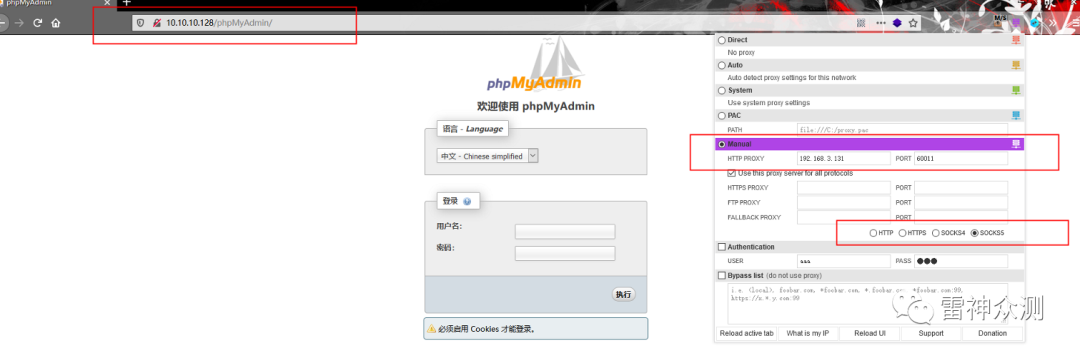 phpMyAdmin
10.10.10.128/phpMyAdmin/
phpMyAdmin
欢迎使用 phpMyAdmin
语言 - Language
中文 - Chinese simplified
登录
用户名:
密码:
执行
必须启用 Cookies 才能登录。
Direct
No proxy
Auto
Auto detect proxy settings for this network
System
Use system proxy settings
PAC
PATH file:///C:/proxy.pac
Manual
HTTP PROXY 192.168.3.131 PORT 60011
Use this proxy server for all protocols
HTTPS PROXY PORT
FTP PROXY PORT
FALLBACK PROXY PORT
HTTP HTTPS SOCKS4 SOCKS5
Authentication
USER aaa PASS
Bypass list (do not use proxy)
i.e. (local), foobar.com, *foobar.com, *.foobar.co, *foobar.com:99,
https://x.*.y.com:99
雷神众测
Reload active tab What is my IP Reload UI Support Donation